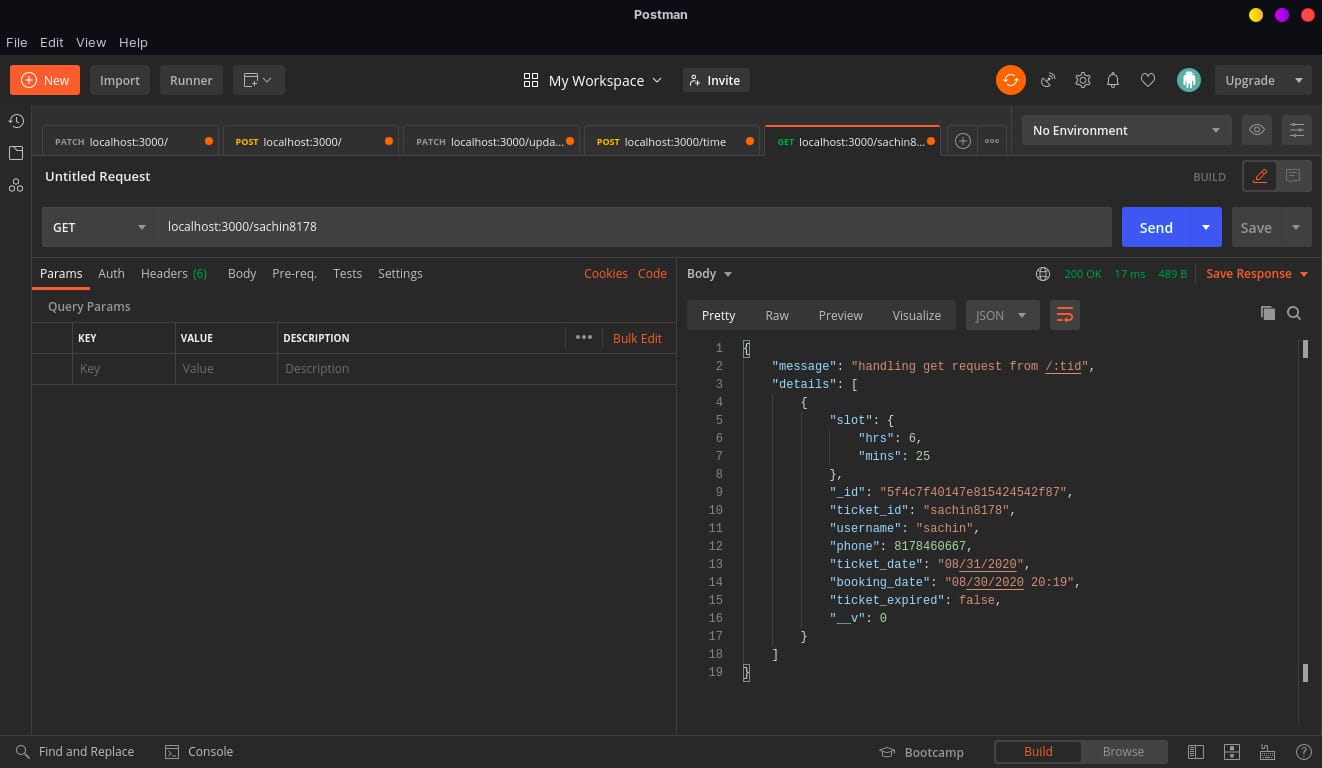 Postman
File Edit View Help
New Import Runner My Workspace Invite Upgrade
PATCH localhost:3000/ POST localhost:3000/ PATCH localhost:3000/upda... POST localhost:3000/time GET localhost:3000/sachin8... No Environment
Untitled Request BUILD
GET localhost:3000/sachin8178 Send Save
Params Auth Headers (6) Body Pre-req. Tests Settings Cookies Code
Query Params
KEY VALUE DESCRIPTION ••• Bulk Edit
Key Value Description
Body 200 OK 17 ms 489 B Save Response
Pretty Raw Preview Visualize JSON
1 {
2 "message": "handling get request from /:tid",
3 "details": [
4 {
5 "slot": {
6 "hrs": 6,
7 "mins": 25
8 },
9 "_id": "5f4c7f40147e815424542f87",
10 "ticket_id": "sachin8178",
11 "username": "sachin",
12 "phone": 8178460667,
13 "ticket_date": "08/31/2020",
14 "booking_date": "08/30/2020 20:19",
15 "ticket_expired": false,
16 "__v": 0
17 }
18 ]
19 }
Find and Replace Console Bootcamp Build Browse